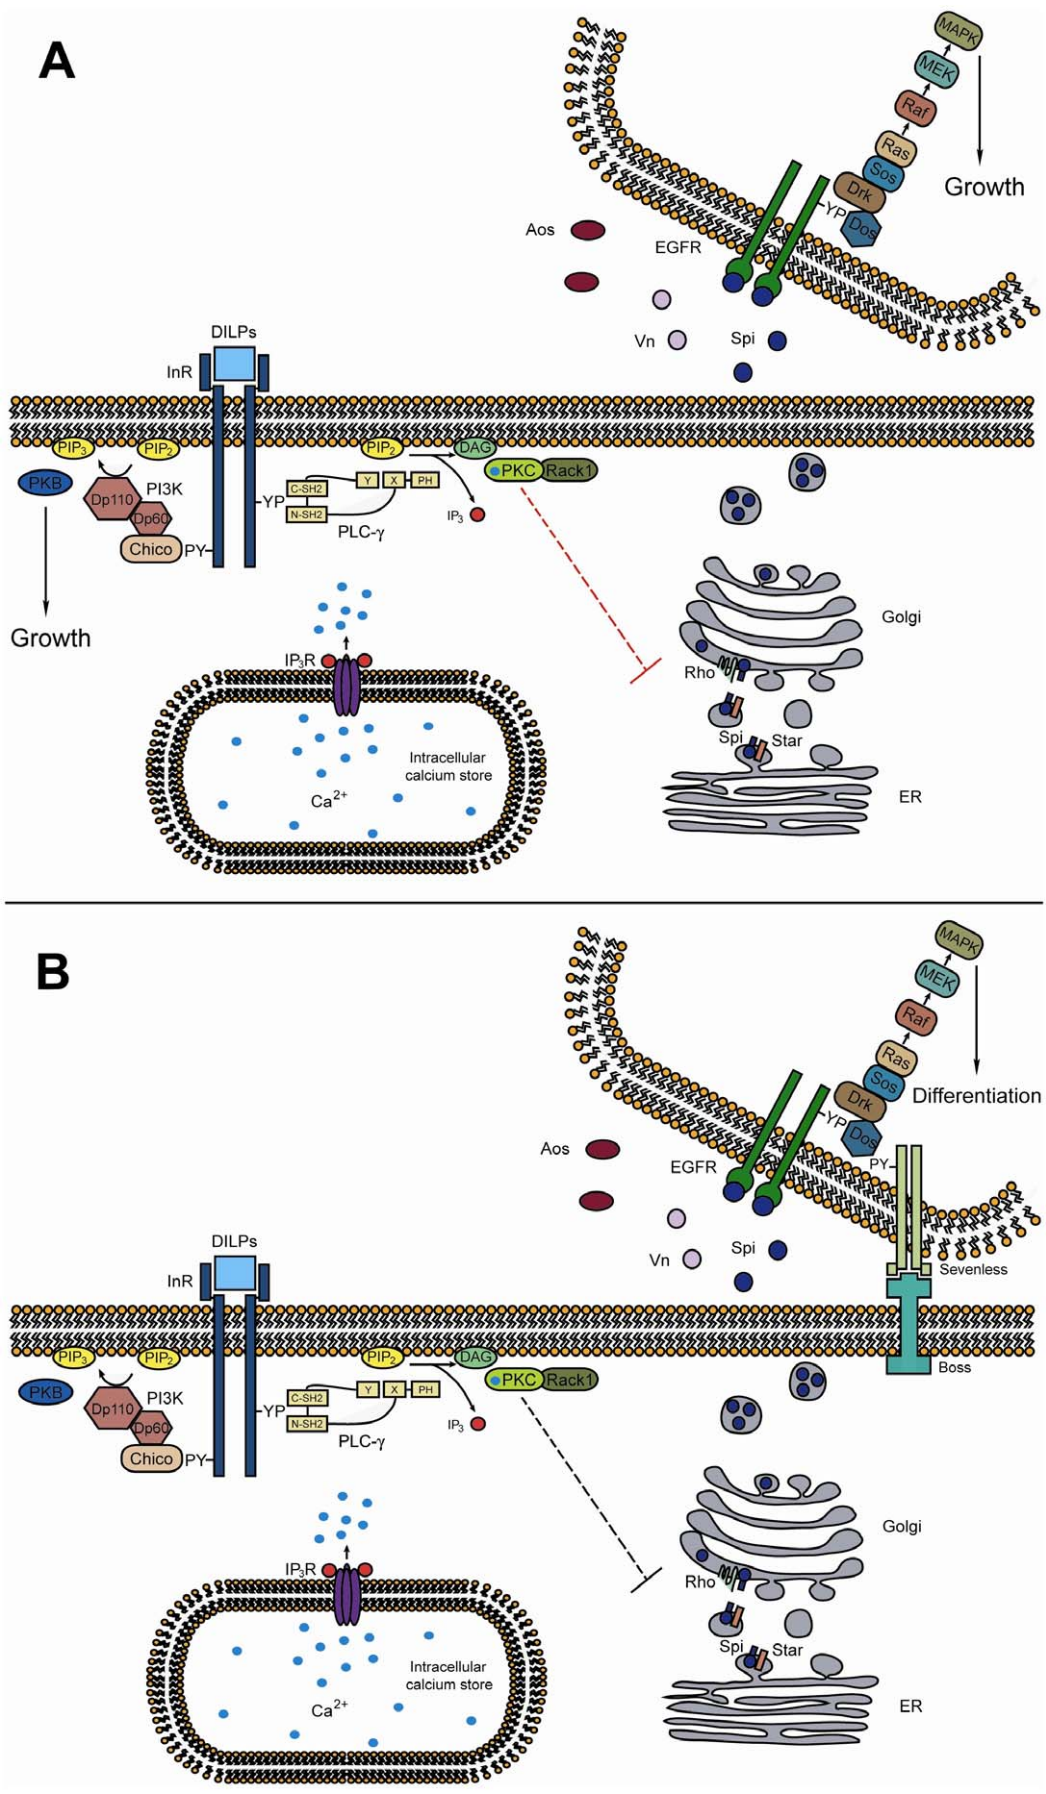 A
MAPK
MEK
Raf
Ras
Sos
Drk
Growth
YP
Dos
Aos
EGFR
Vn
Spi
DILPs
InR
PIP3
PIP2
PIP2
DAG
PKC
Rack1
PKB
PI3K
Dp110
Dp60
Chico
PY
YP
C-SH2
N-SH2
Y
X
PH
PLC-γ
IP3
Growth
Golgi
IP3R
Rho
Spi
Star
Intracellular
calcium store
Ca2+
ER
B
MAPK
MEK
Raf
Ras
Sos
Drk
Differentiation
YP
Dos
Aos
EGFR
PY
Vn
Spi
Sevenless
DILPs
InR
PIP3
PIP2
PIP2
DAG
Boss
PKC
Rack1
PKB
PI3K
Dp110
Dp60
Chico
PY
YP
C-SH2
N-SH2
Y
X
PH
PLC-γ
IP3
Golgi
IP3R
Rho
Spi
Star
Intracellular
calcium store
Ca2+
ER